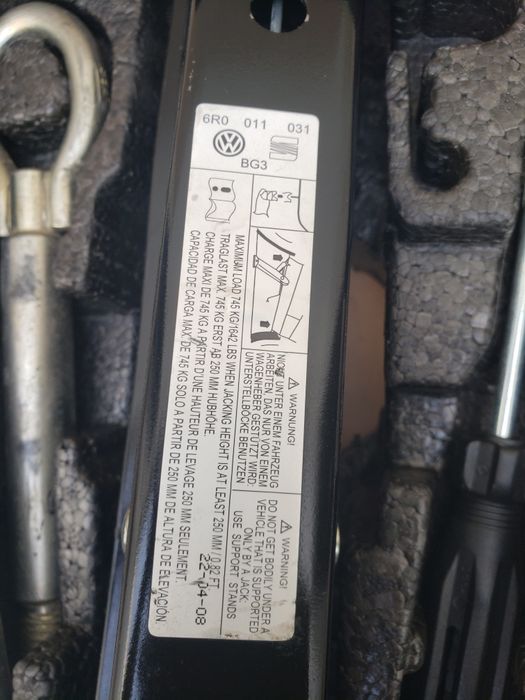 6R0 011 031
BG3
⚠ WARNUNG!
NICHT UNTER EINEM FAHRZEUG
ARBEITEN, DAS NUR VON EINEM
WAGENHEBER GESTÜTZT WIRD.
UNTERSTELLBÖCKE BENUTZEN
⚠ WARNING!
DO NOT GET BODILY UNDER A
VEHICLE THAT IS SUPPORTED
ONLY BY A JACK.
USE SUPPORT STANDS
MAXIMUM LOAD 745 KG/1642 LBS WHEN JACKING HEIGHT IS AT LEAST 250 MM / 0,82 FT.
TRAGLAST MAX. 745 KG ERST AB 250 MM HUBHÖHE.
CHARGE MAXI DE 745 KG A PARTIR D'UNE HAUTEUR DE LEVAGE 250 MM SEULEMENT.
CAPACIDAD DE CARGA MAX. DE 745 KG SOLO A PARTIR DE 250 MM DE ALTURA DE ELEVACIÓN.
22-04-08